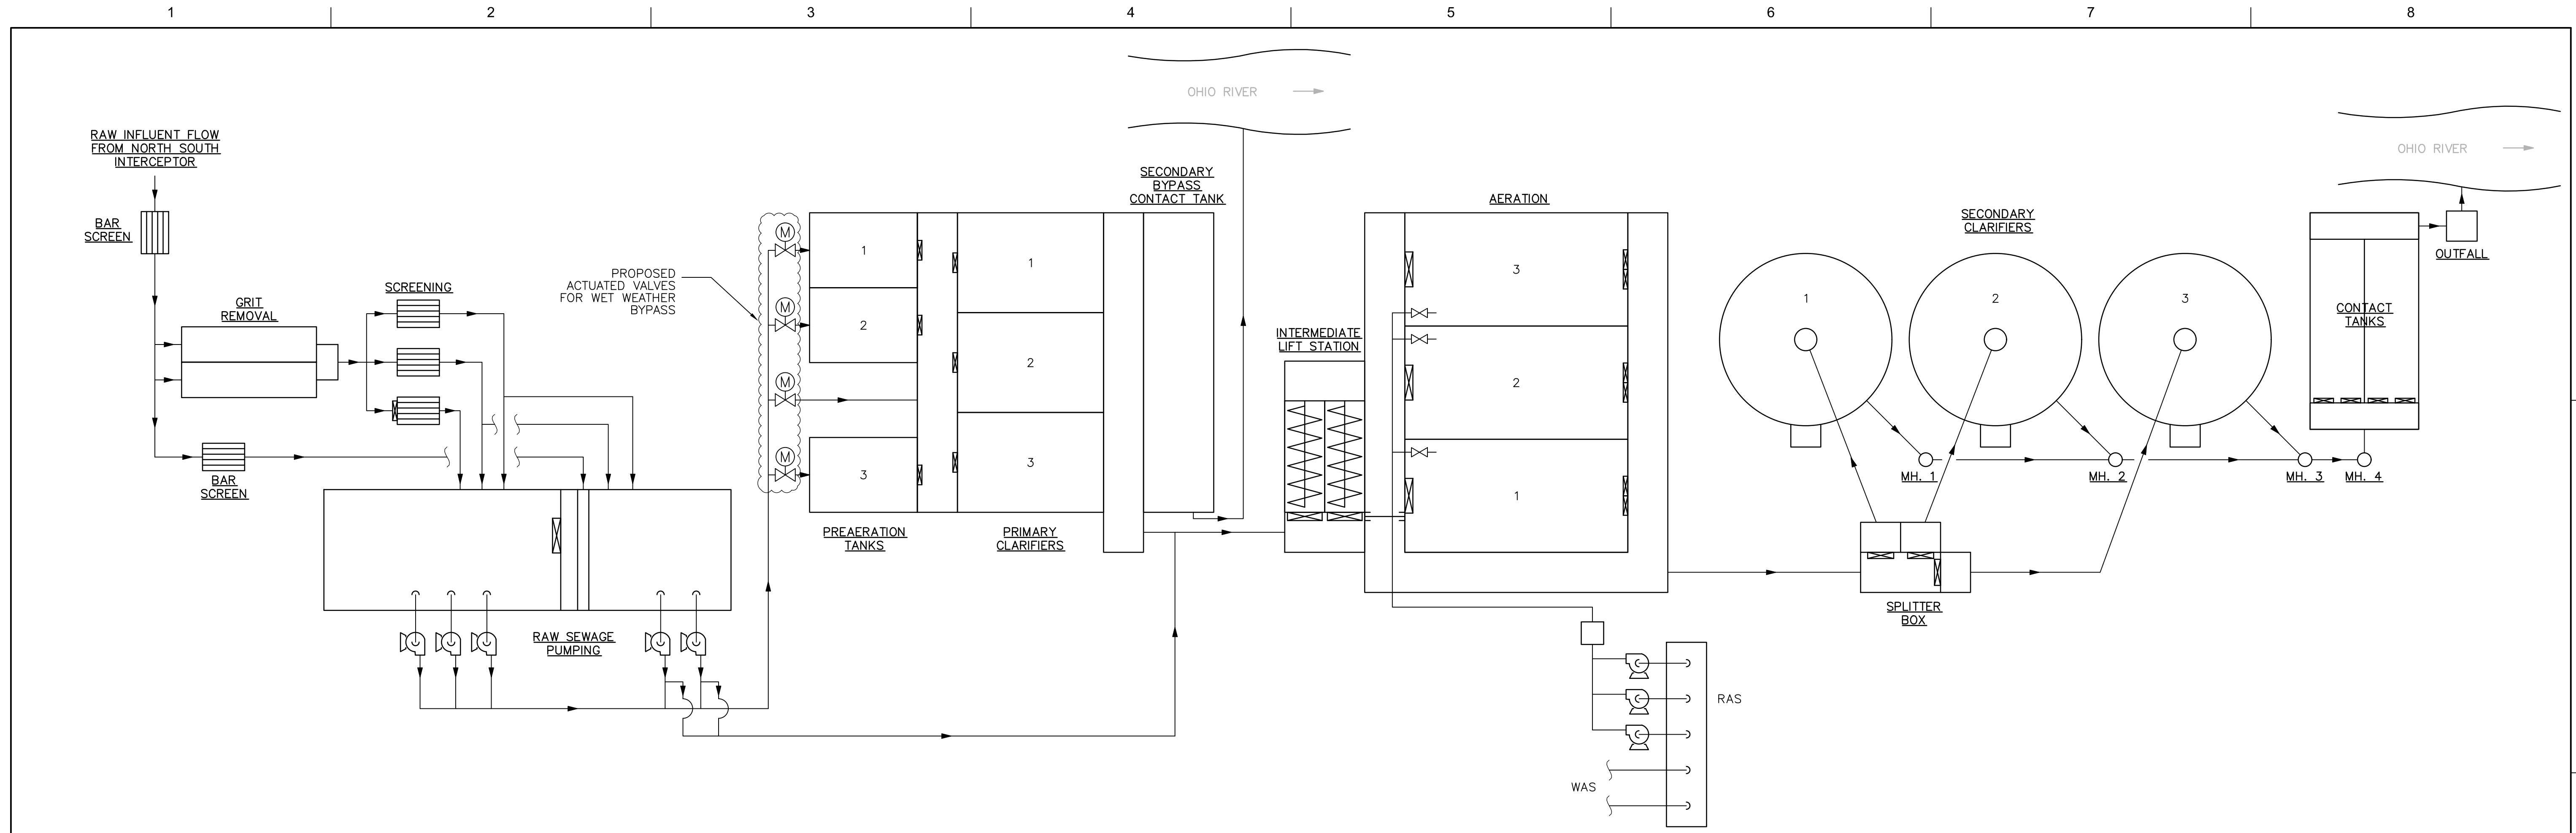 1 2 3 4 5 6 7 8
OHIO RIVER
OHIO RIVER
RAW INFLUENT FLOW
FROM NORTH SOUTH
INTERCEPTOR
BAR
SCREEN
GRIT
REMOVAL
SCREENING
BAR
SCREEN
PROPOSED
ACTUATED VALVES
FOR WET WEATHER
BYPASS
M
M
M
M
1
2
3
PREAERATION
TANKS
1
2
3
PRIMARY
CLARIFIERS
SECONDARY
BYPASS
CONTACT TANK
RAW SEWAGE
PUMPING
INTERMEDIATE
LIFT STATION
AERATION
3
2
1
RAS
WAS
SECONDARY
CLARIFIERS
1
2
3
MH. 1
MH. 2
MH. 3
MH. 4
SPLITTER
BOX
CONTACT
TANKS
OUTFALL